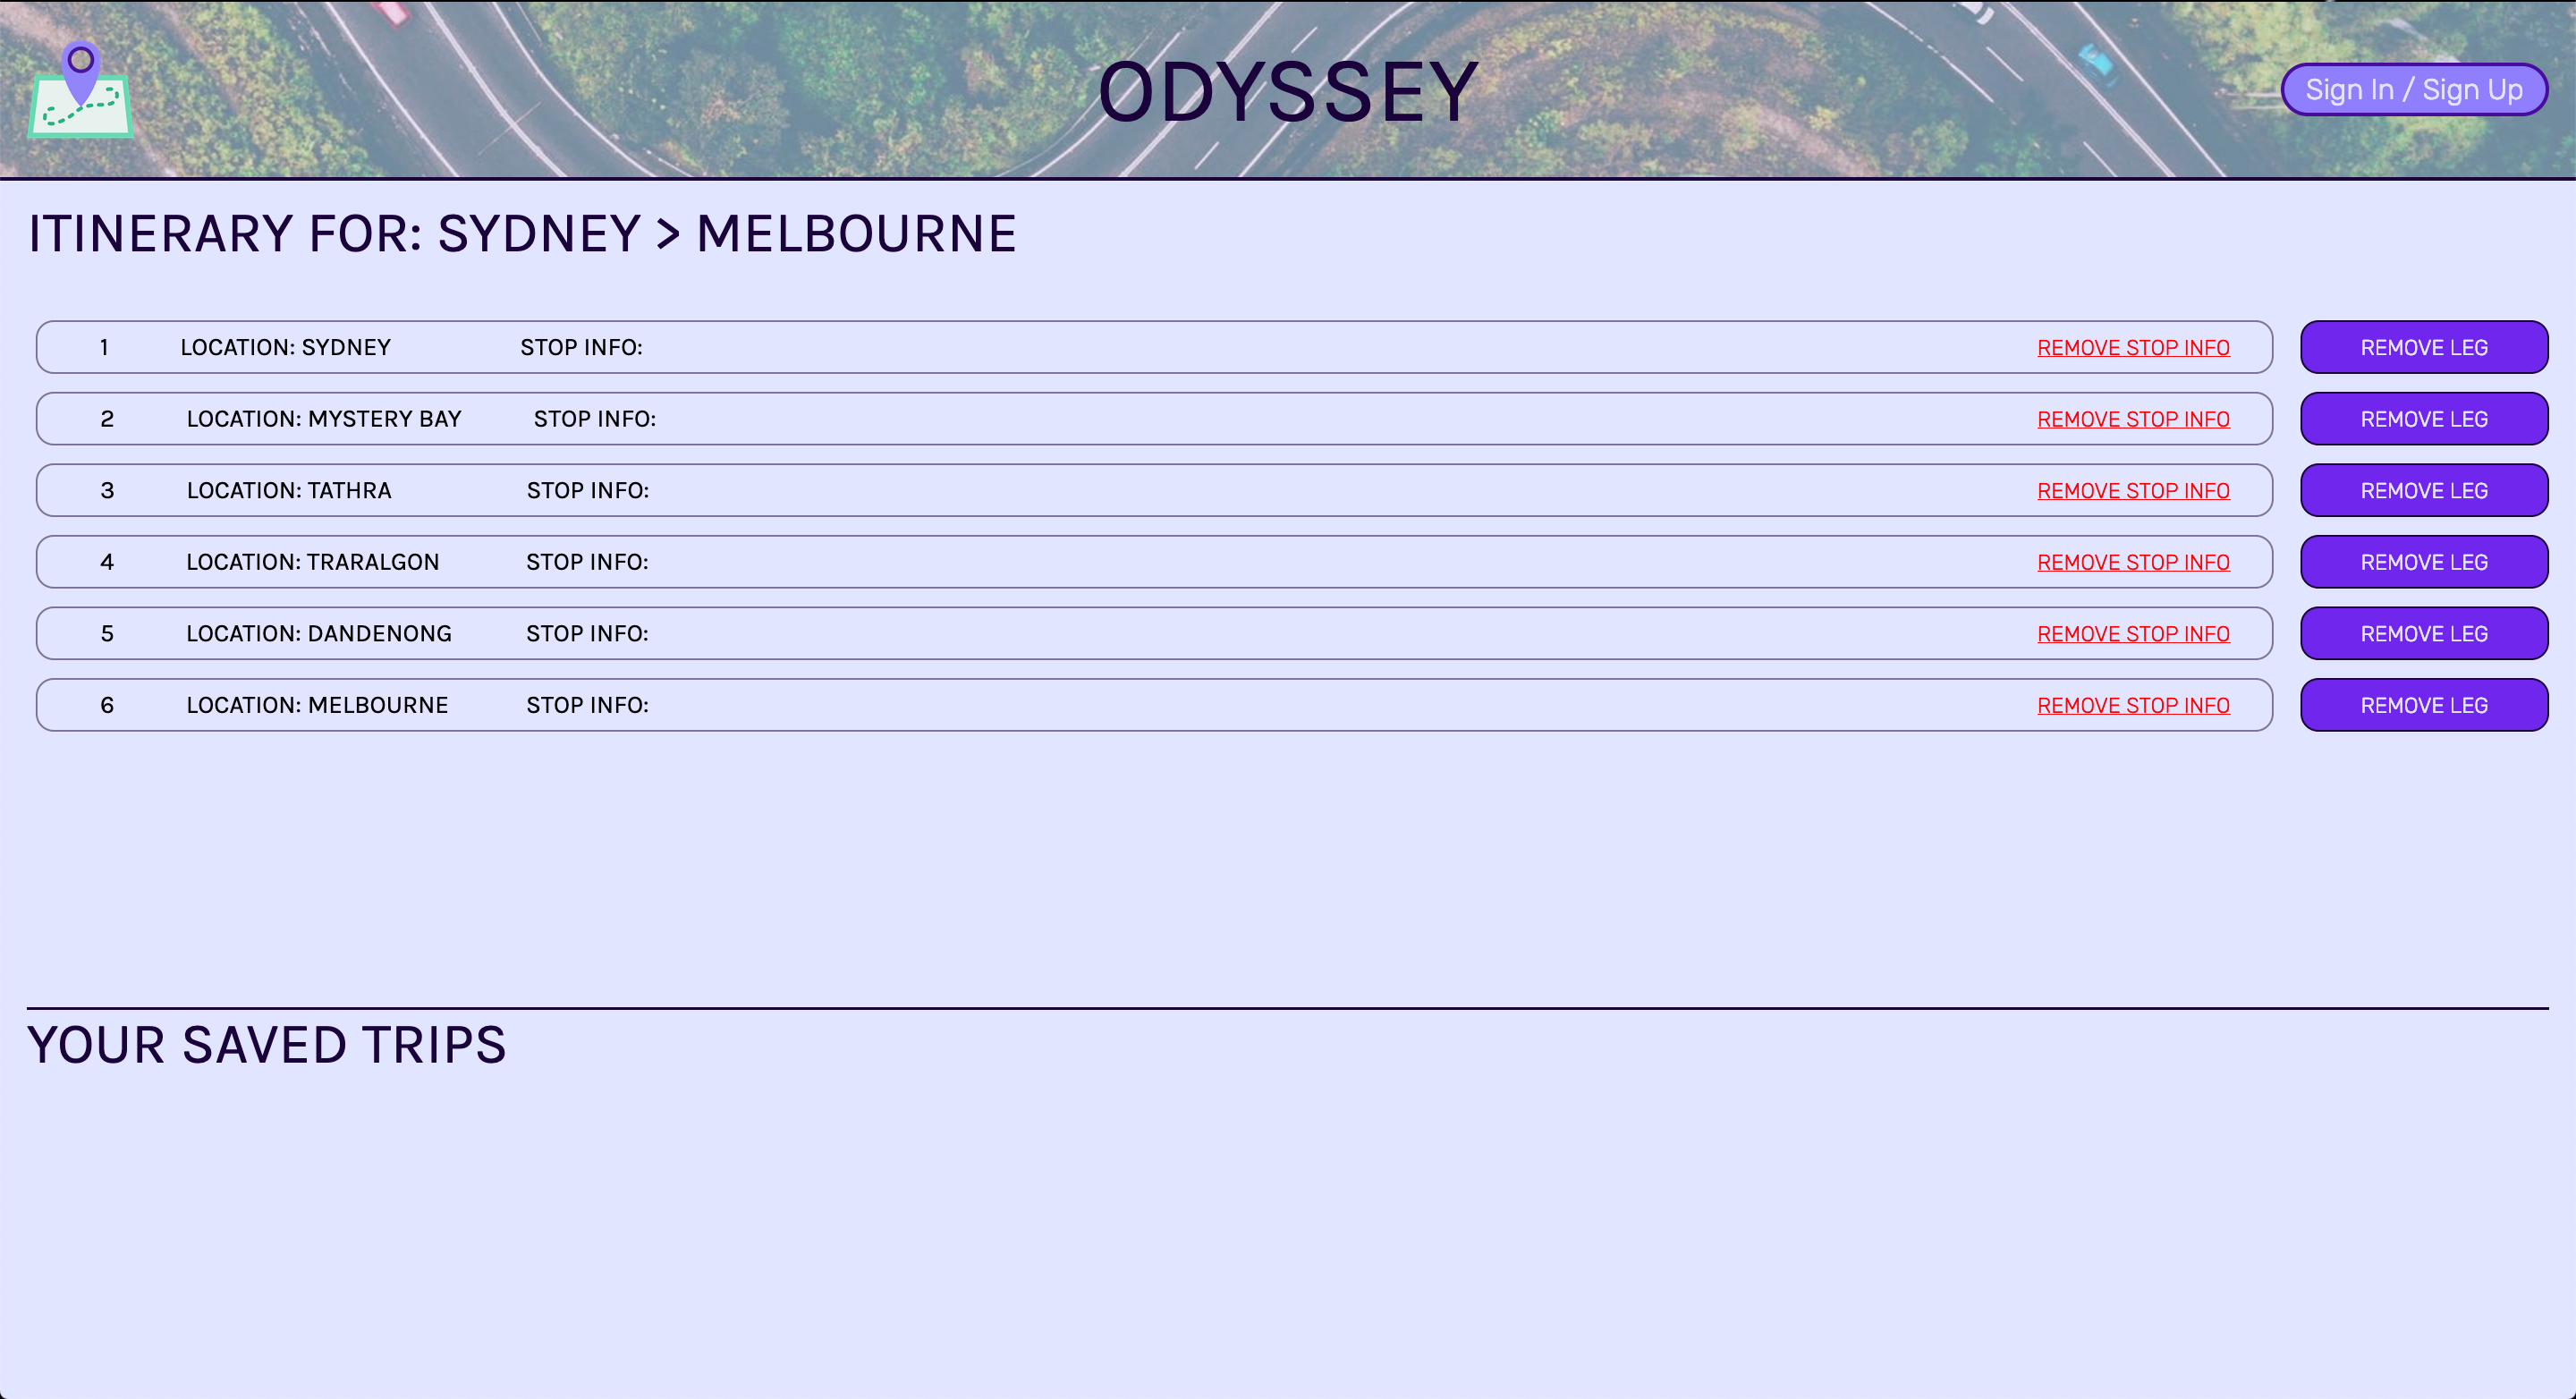 ODYSSEY
Sign In / Sign Up
ITINERARY FOR: SYDNEY > MELBOURNE
1 LOCATION: SYDNEY STOP INFO: REMOVE STOP INFO REMOVE LEG
2 LOCATION: MYSTERY BAY STOP INFO: REMOVE STOP INFO REMOVE LEG
3 LOCATION: TATHRA STOP INFO: REMOVE STOP INFO REMOVE LEG
4 LOCATION: TRARALGON STOP INFO: REMOVE STOP INFO REMOVE LEG
5 LOCATION: DANDENONG STOP INFO: REMOVE STOP INFO REMOVE LEG
6 LOCATION: MELBOURNE STOP INFO: REMOVE STOP INFO REMOVE LEG
YOUR SAVED TRIPS